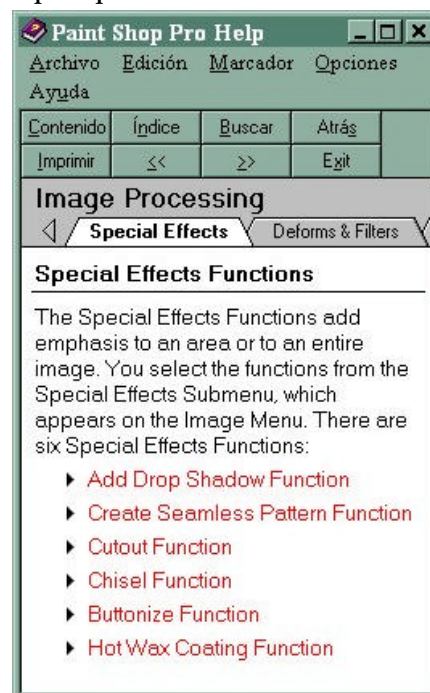 Paint Shop Pro Help
Archivo Edición Marcador Opciones
Ayuda
Contenido Índice Buscar Atrás
Imprimir << >> Exit
Image Processing
Special Effects Deforms & Filters
Special Effects Functions
The Special Effects Functions add
emphasis to an area or to an entire
image. You select the functions from the
Special Effects Submenu, which
appears on the Image Menu. There are
six Special Effects Functions:
Add Drop Shadow Function
Create Seamless Pattern Function
Cutout Function
Chisel Function
Buttonize Function
Hot Wax Coating Function